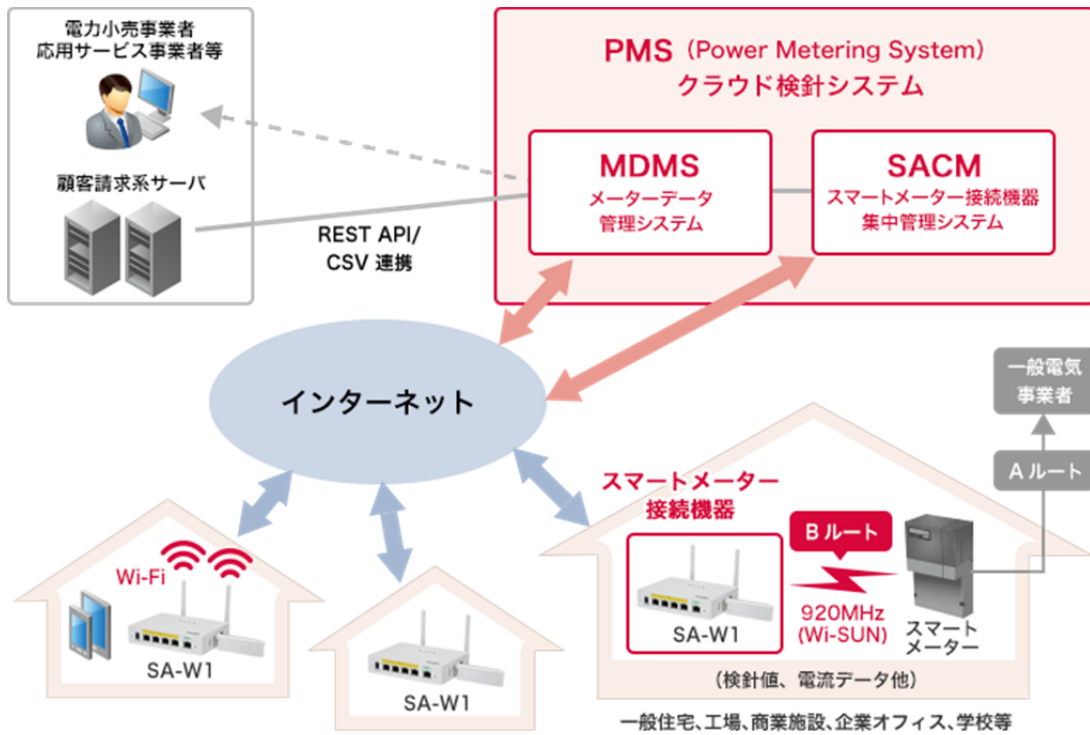 電力小売事業者
応用サービス事業者等
顧客請求系サーバ
REST API/
CSV 連携
PMS（Power Metering System）
クラウド検針システム
MDMS
メーターデータ
管理システム
SACM
スマートメーター接続機器
集中管理システム
インターネット
一般電気
事業者
Aルート
Wi-Fi
SA-W1
SA-W1
スマートメーター
接続機器
SA-W1
Bルート
920MHz
(Wi-SUN)
スマート
メーター
（検針値、電流データ他）
一般住宅、工場、商業施設、企業オフィス、学校等